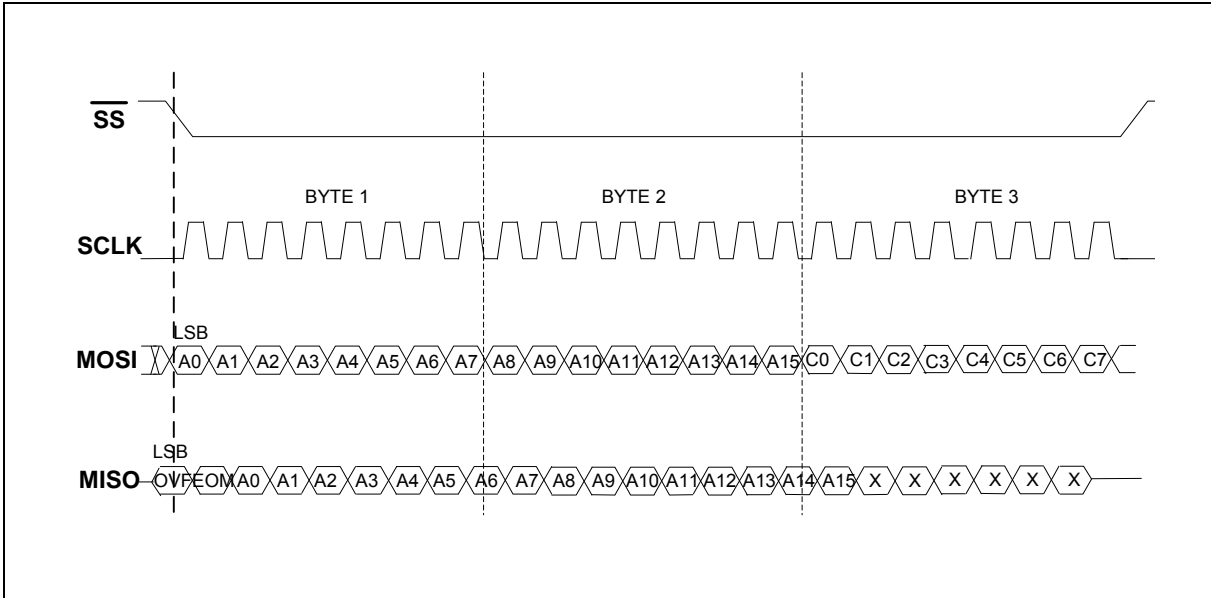 SS
BYTE 1 BYTE 2 BYTE 3
SCLK
LSB
MOSI A0 A1 A2 A3 A4 A5 A6 A7 A8 A9 A10 A11 A12 A13 A14 A15 C0 C1 C2 C3 C4 C5 C6 C7
LSB
MISO OVF EOM A0 A1 A2 A3 A4 A5 A6 A7 A8 A9 A10 A11 A12 A13 A14 A15 X X X X X X